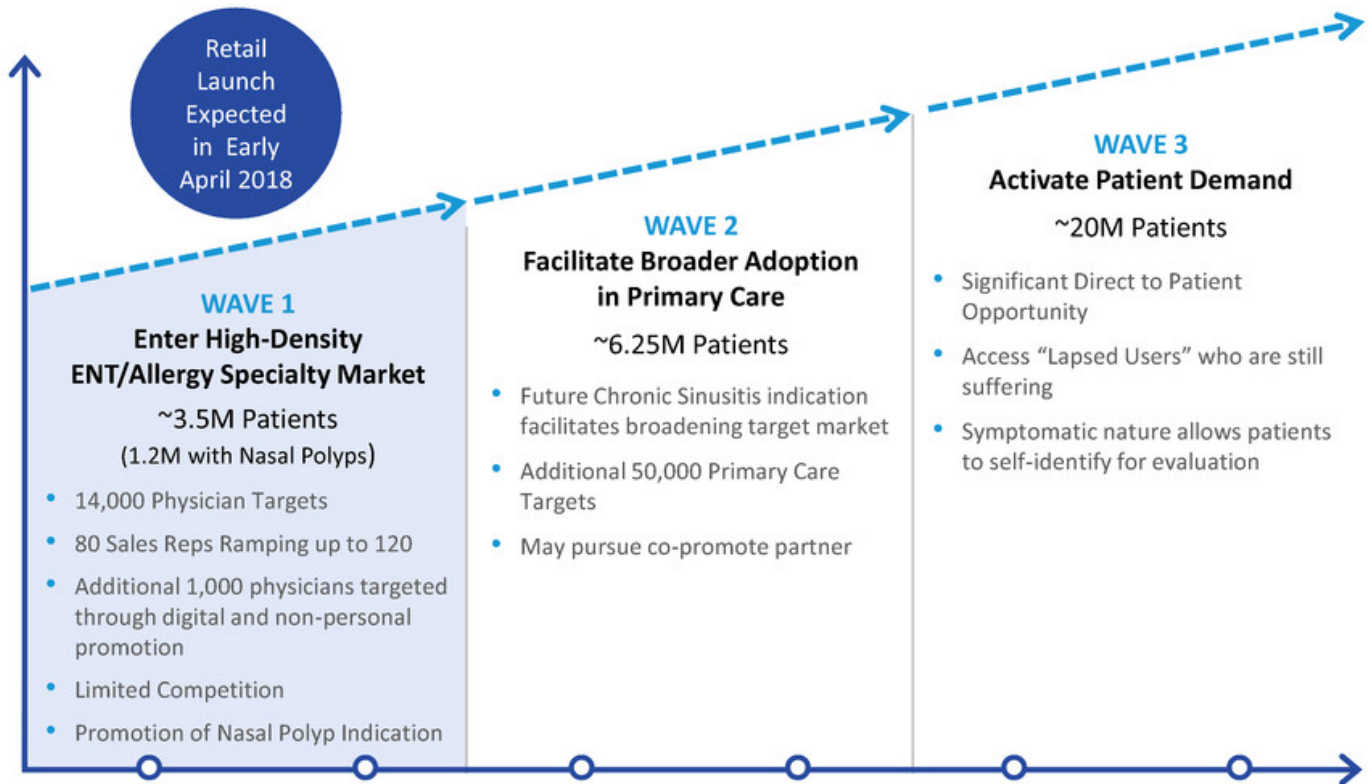 Retail
Launch
Expected
in Early
April 2018
WAVE 1
Enter High-Density
ENT/Allergy Specialty Market
~3.5M Patients
(1.2M with Nasal Polyps)
• 14,000 Physician Targets
• 80 Sales Reps Ramping up to 120
• Additional 1,000 physicians targeted
through digital and non-personal
promotion
• Limited Competition
• Promotion of Nasal Polyp Indication
WAVE 2
Facilitate Broader Adoption
in Primary Care
~6.25M Patients
• Future Chronic Sinusitis indication
facilitates broadening target market
• Additional 50,000 Primary Care
Targets
• May pursue co-promote partner
WAVE 3
Activate Patient Demand
~20M Patients
• Significant Direct to Patient
Opportunity
• Access “Lapsed Users” who are still
suffering
• Symptomatic nature allows patients
to self-identify for evaluation